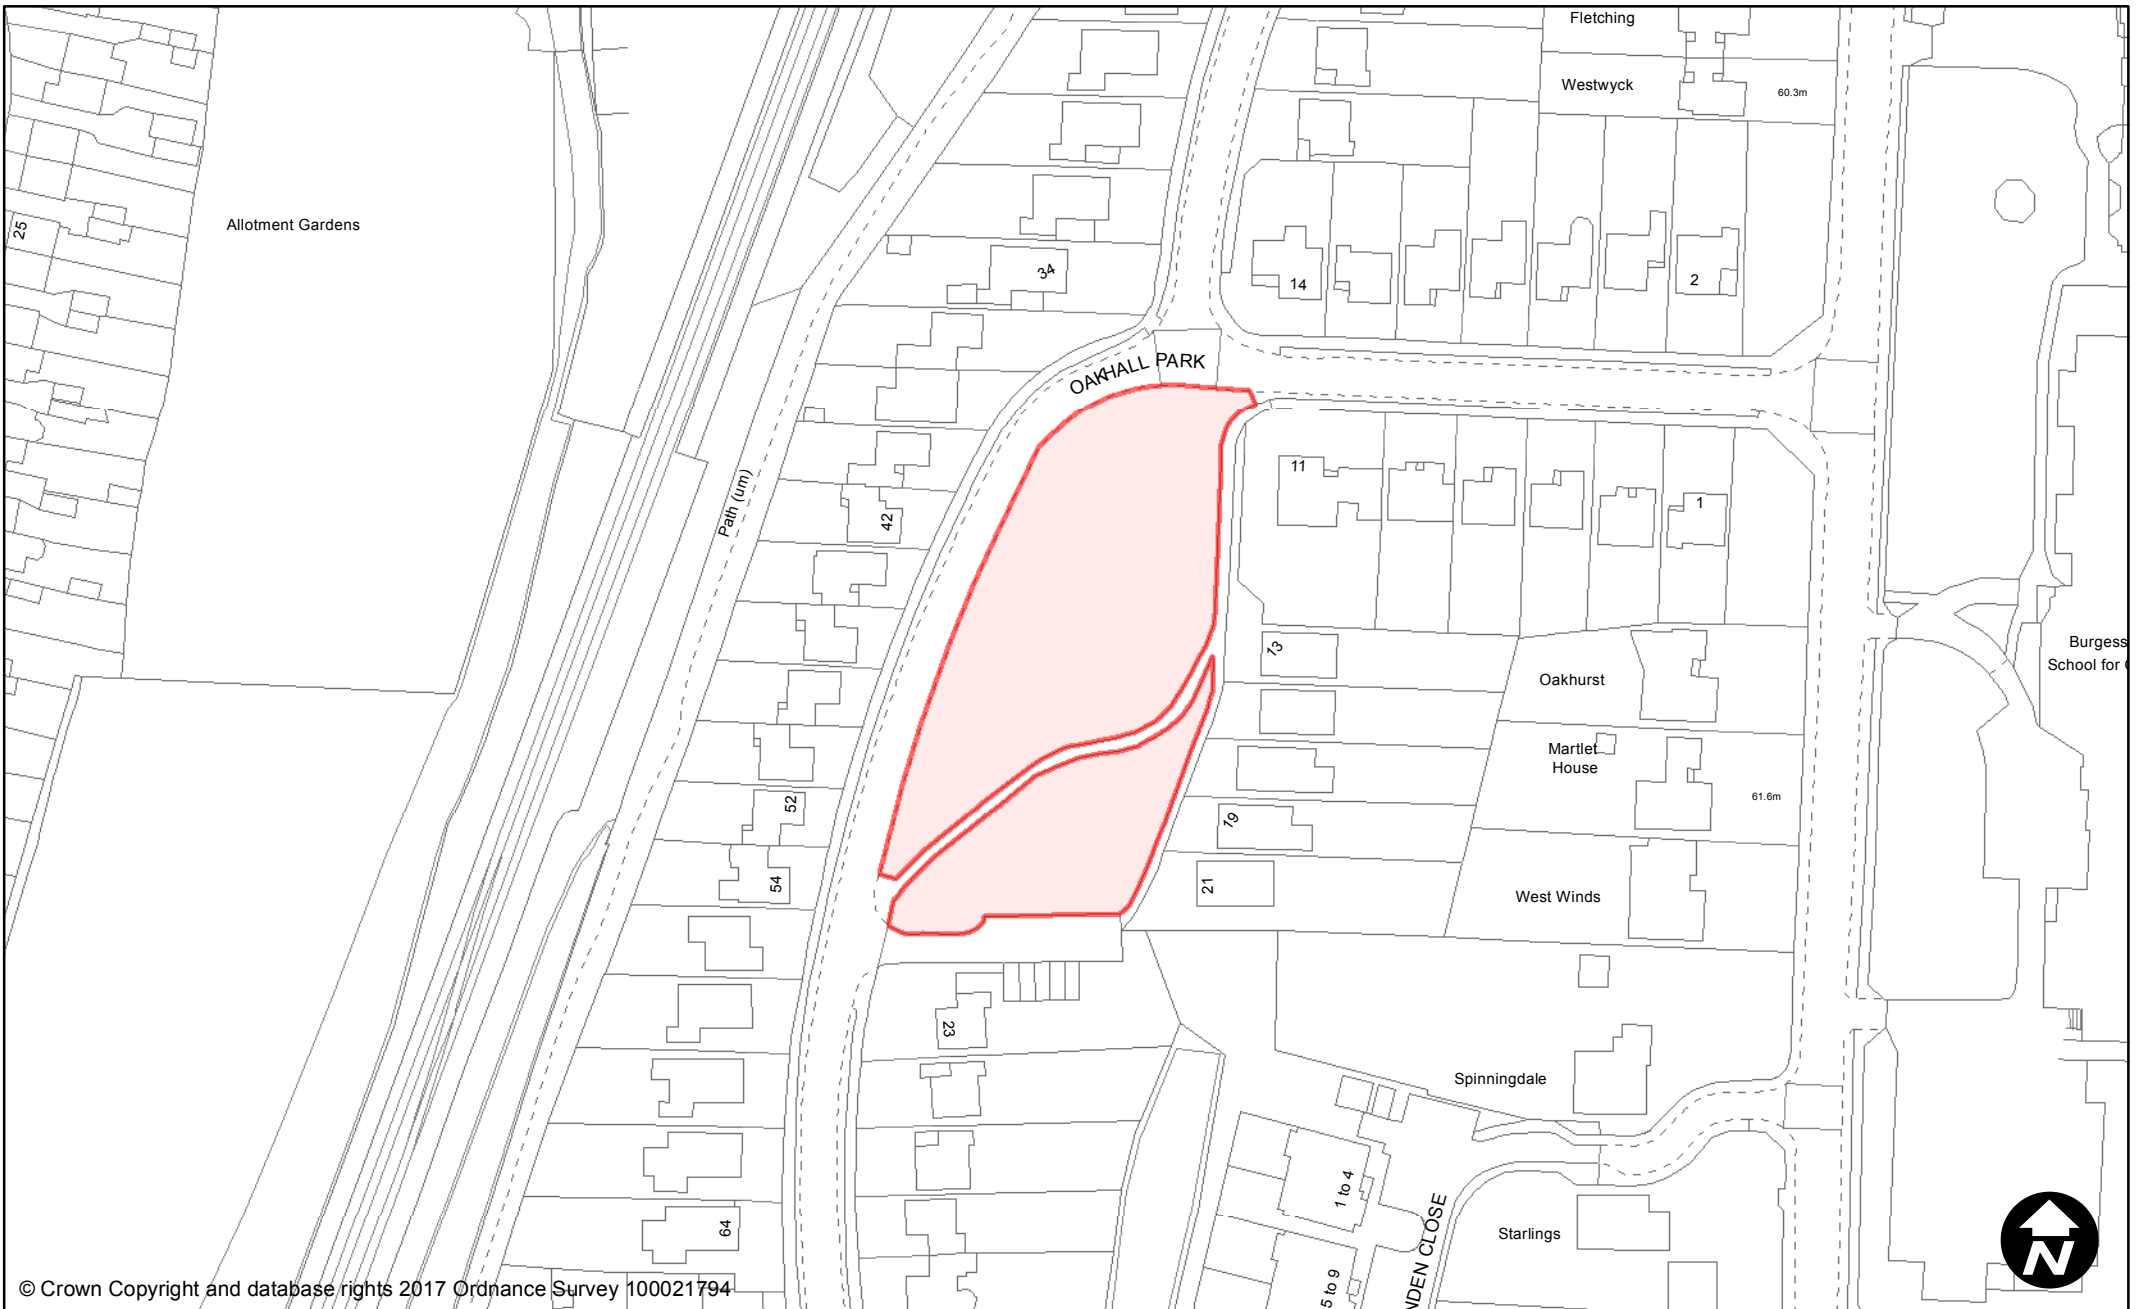 Fletching
Westwyck
60.3m
25
Allotment Gardens
34
14
2
OAKHALL PARK
11
1
Path (um)
42
13
Burgess
School for
Oakhurst
Martlet
House
52
61.6m
19
54
21
West Winds
23
Spinningdale
1 to 4
64
Starlings
NDEN CLOSE
5 to 9
N
© Crown Copyright and database rights 2017 Ordnance Survey 100021794